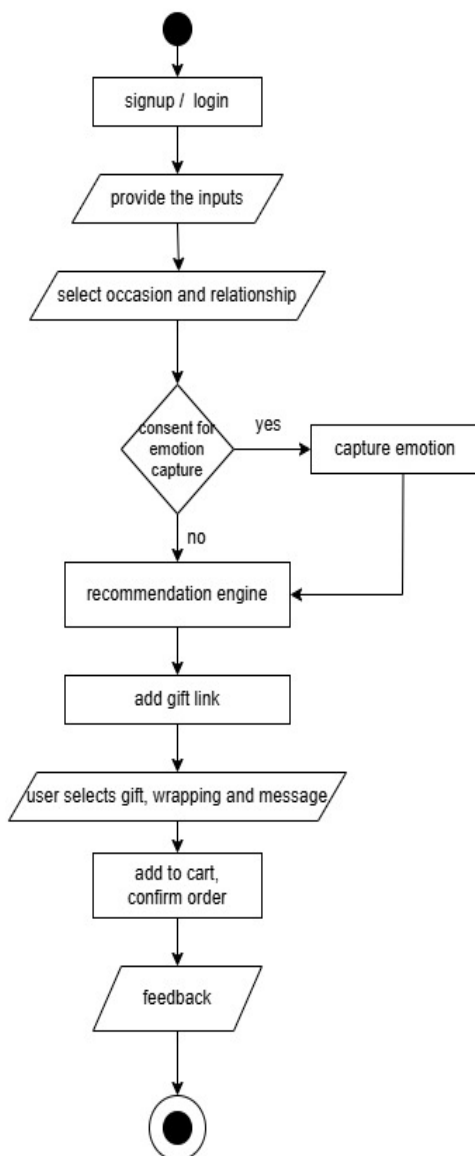 signup / login
provide the inputs
select occasion and relationship
consent for
emotion
capture
yes
capture emotion
no
recommendation engine
add gift link
user selects gift, wrapping and message
add to cart,
confirm order
feedback